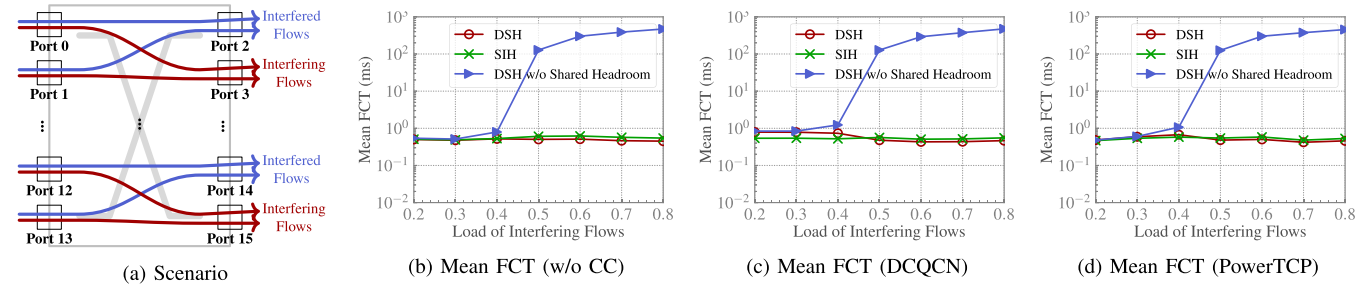 Port 0
Port 1
Port 12
Port 13
Port 2
Port 3
Port 14
Port 15
Interfered
Flows
Interfering
Flows
Interfered
Flows
Interfering
Flows
(a) Scenario
Mean FCT (ms)
10³
10²
10¹
10⁰
10⁻¹
10⁻²
DSH
SIH
DSH w/o Shared Headroom
0.2 0.3 0.4 0.5 0.6 0.7 0.8
Load of Interfering Flows
(b) Mean FCT (w/o CC)
Mean FCT (ms)
10³
10²
10¹
10⁰
10⁻¹
10⁻²
DSH
SIH
DSH w/o Shared Headroom
0.2 0.3 0.4 0.5 0.6 0.7 0.8
Load of Interfering Flows
(c) Mean FCT (DCQCN)
Mean FCT (ms)
10³
10²
10¹
10⁰
10⁻¹
10⁻²
DSH
SIH
DSH w/o Shared Headroom
0.2 0.3 0.4 0.5 0.6 0.7 0.8
Load of Interfering Flows
(d) Mean FCT (PowerTCP)